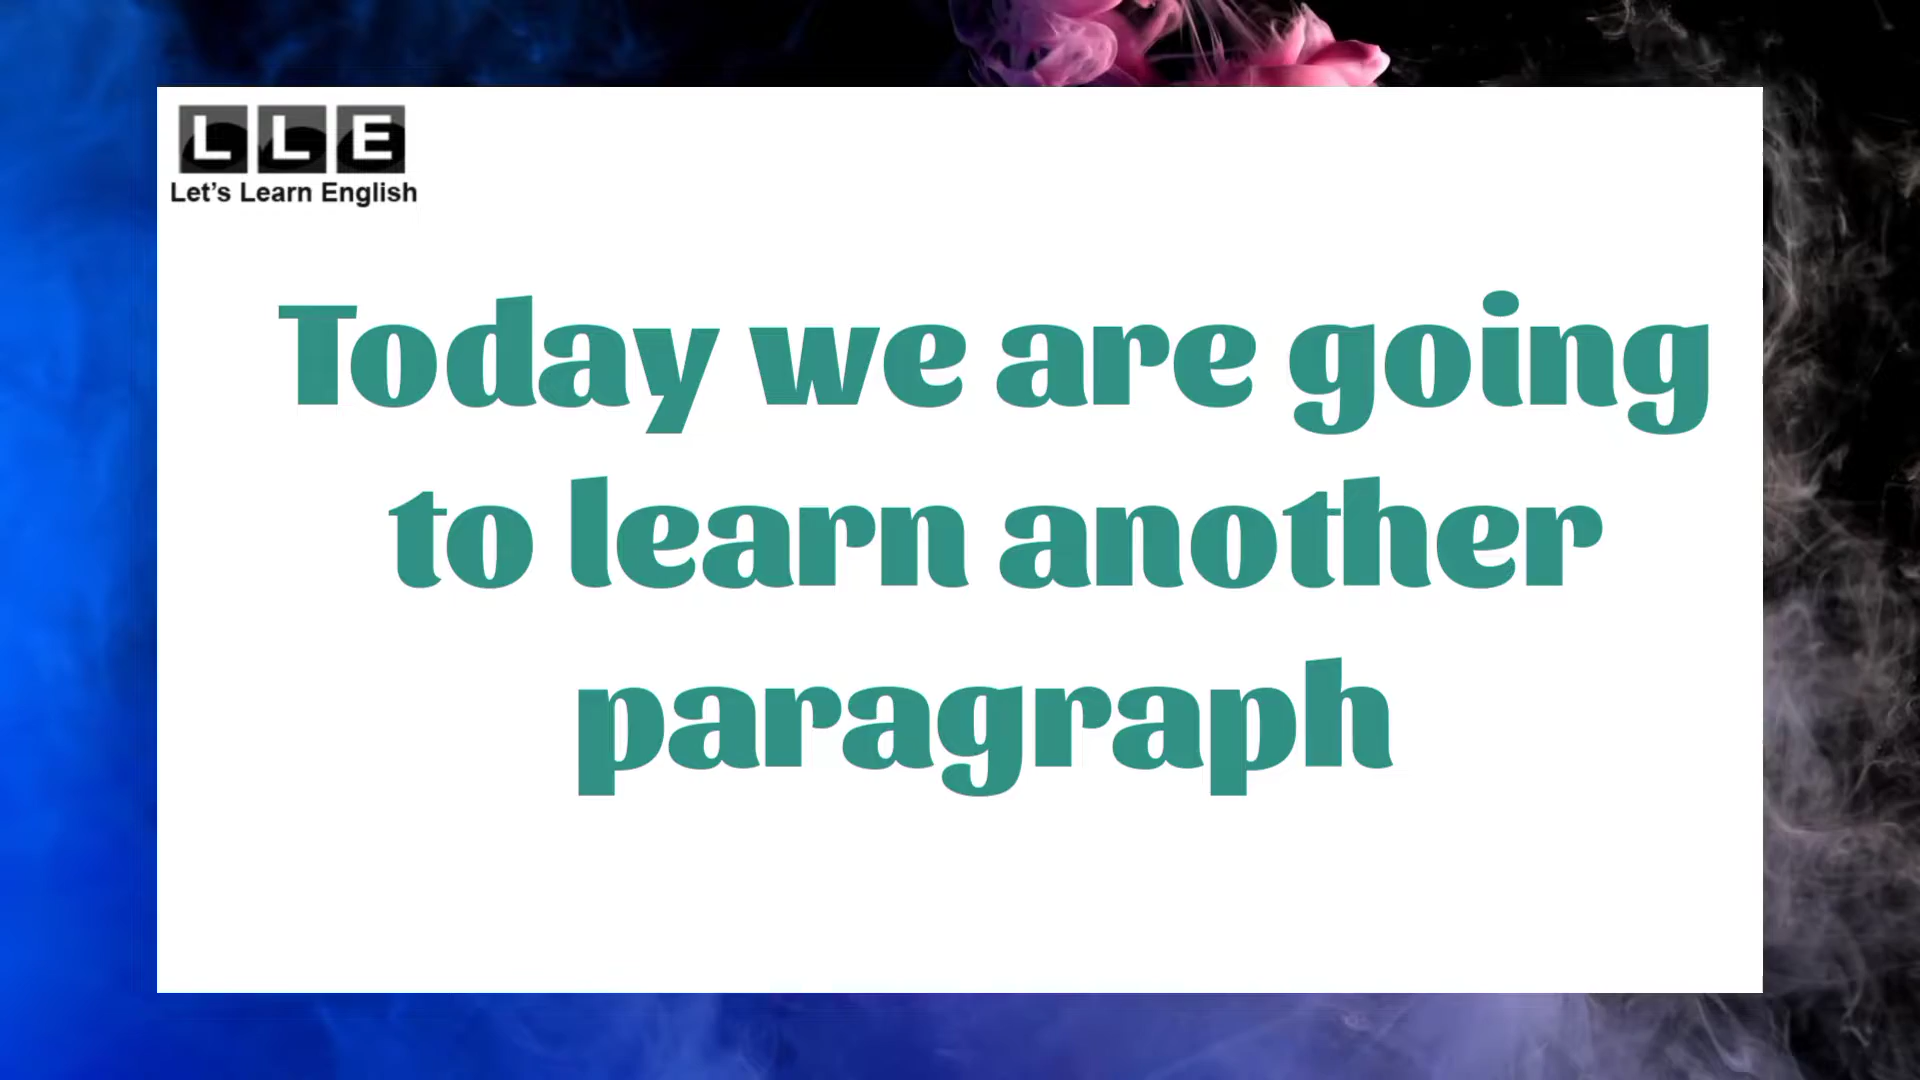 LLE
Let's Learn English
Today we are going
to learn another
paragraph